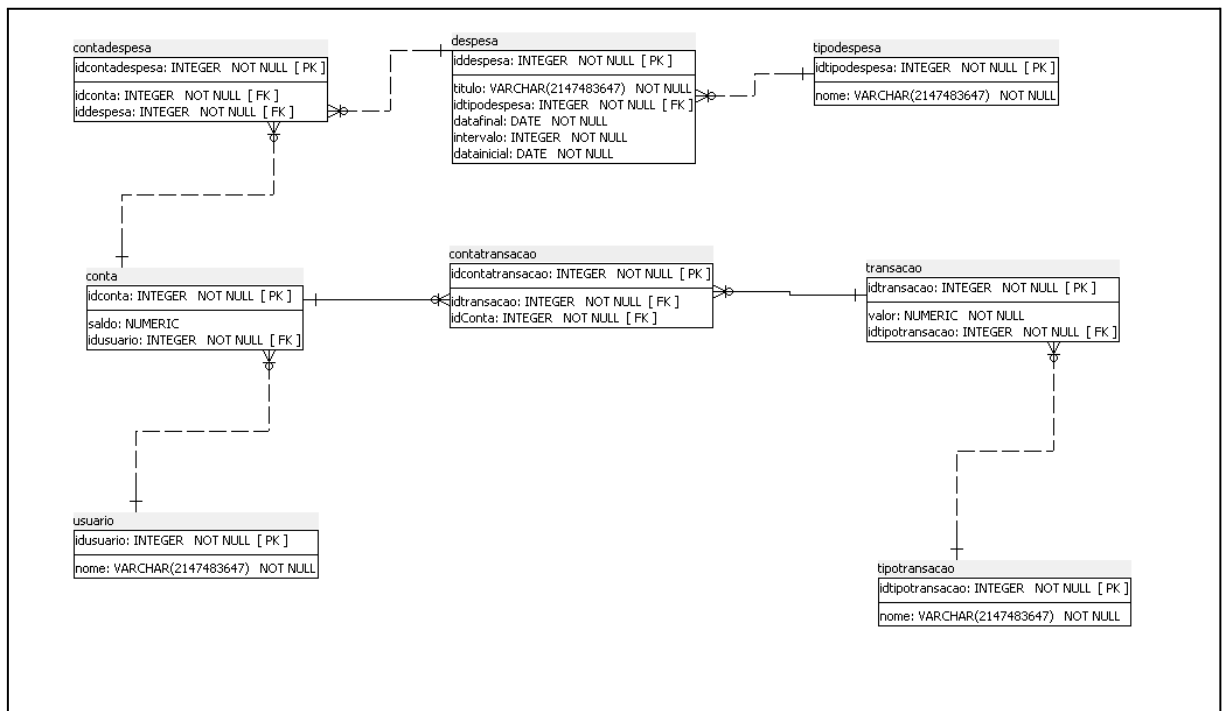 contadespesa
idcontadespesa: INTEGER NOT NULL [ PK ]
idconta: INTEGER NOT NULL [ FK ]
iddespesa: INTEGER NOT NULL [ FK ]
despesa
iddespesa: INTEGER NOT NULL [ PK ]
titulo: VARCHAR(2147483647) NOT NULL
idtipodespesa: INTEGER NOT NULL [ FK ]
datafinal: DATE NOT NULL
intervalo: INTEGER NOT NULL
datainicial: DATE NOT NULL
tipodespesa
idtipodespesa: INTEGER NOT NULL [ PK ]
nome: VARCHAR(2147483647) NOT NULL
conta
idconta: INTEGER NOT NULL [ PK ]
saldo: NUMERIC
idusuario: INTEGER NOT NULL [ FK ]
contatransacao
idcontatransacao: INTEGER NOT NULL [ PK ]
idtransacao: INTEGER NOT NULL [ FK ]
idConta: INTEGER NOT NULL [ FK ]
transacao
idtransacao: INTEGER NOT NULL [ PK ]
valor: NUMERIC NOT NULL
idtipotransacao: INTEGER NOT NULL [ FK ]
usuario
idusuario: INTEGER NOT NULL [ PK ]
nome: VARCHAR(2147483647) NOT NULL
tipotransacao
idtipotransacao: INTEGER NOT NULL [ PK ]
nome: VARCHAR(2147483647) NOT NULL